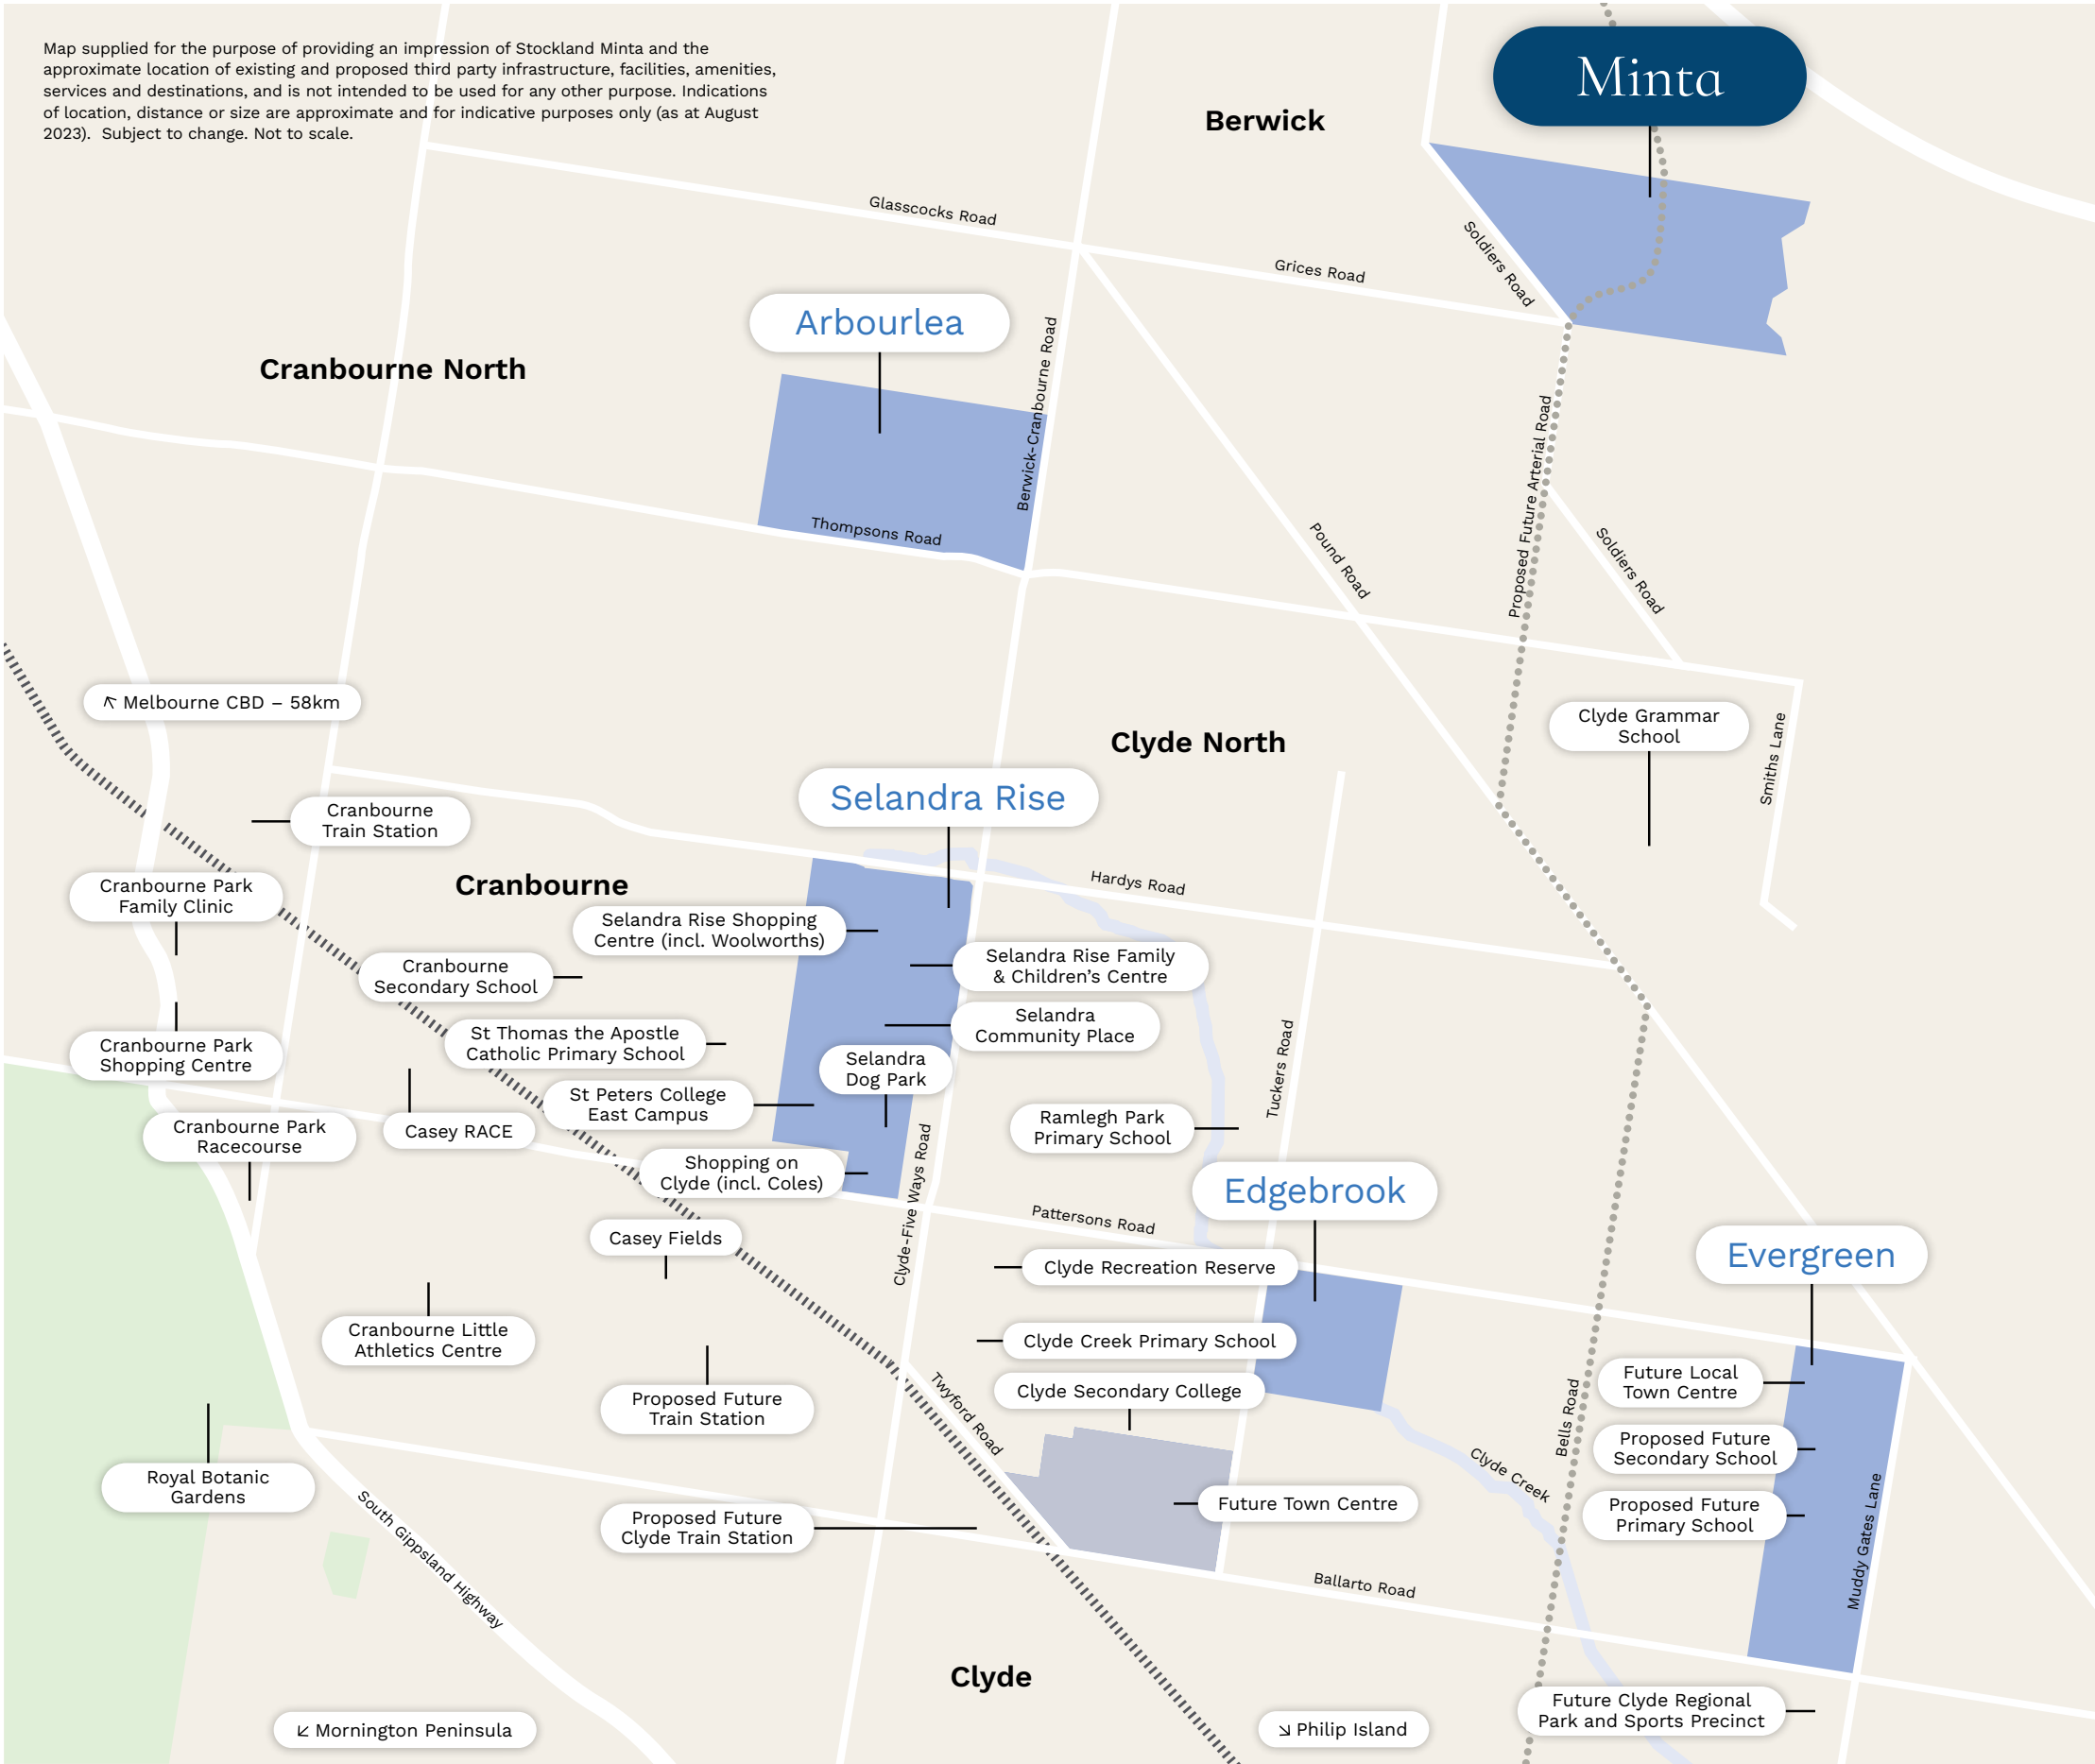 Map supplied for the purpose of providing an impression of Stockland Minta and the
approximate location of existing and proposed third party infrastructure, facilities, amenities,
services and destinations, and is not intended to be used for any other purpose. Indications
of location, distance or size are approximate and for indicative purposes only (as at August
2023).  Subject to change. Not to scale.
Minta
Berwick
Glasscocks Road
Grices Road
Soldiers Road
Arbourlea
Cranbourne North
Berwick-Cranbourne Road
Thompsons Road
Proposed Future Arterial Road
Pound Road
Soldiers Road
↖ Melbourne CBD – 58km
Clyde North
Clyde Grammar
School
Smiths Lane
Selandra Rise
Cranbourne
Train Station
Cranbourne Park
Family Clinic
Cranbourne
Hardys Road
Selandra Rise Shopping
Centre (incl. Woolworths)
Selandra Rise Family
& Children’s Centre
Cranbourne
Secondary School
Selandra
Community Place
St Thomas the Apostle
Catholic Primary School
Cranbourne Park
Shopping Centre
Selandra
Dog Park
Tuckers Road
St Peters College
East Campus
Ramlegh Park
Primary School
Casey RACE
Cranbourne Park
Racecourse
Shopping on
Clyde (incl. Coles)
Clyde-Five Ways Road
Edgebrook
Pattersons Road
Casey Fields
Evergreen
Clyde Recreation Reserve
Cranbourne Little
Athletics Centre
Clyde Creek Primary School
Future Local
Town Centre
Clyde Secondary College
Proposed Future
Train Station
Twyford Road
Bells Road
Proposed Future
Secondary School
Royal Botanic
Gardens
Clyde Creek
Future Town Centre
Proposed Future
Primary School
Muddy Gates Lane
Proposed Future
Clyde Train Station
South Gippsland Highway
Ballarto Road
Clyde
Future Clyde Regional
Park and Sports Precinct
↙ Mornington Peninsula
↘ Philip Island